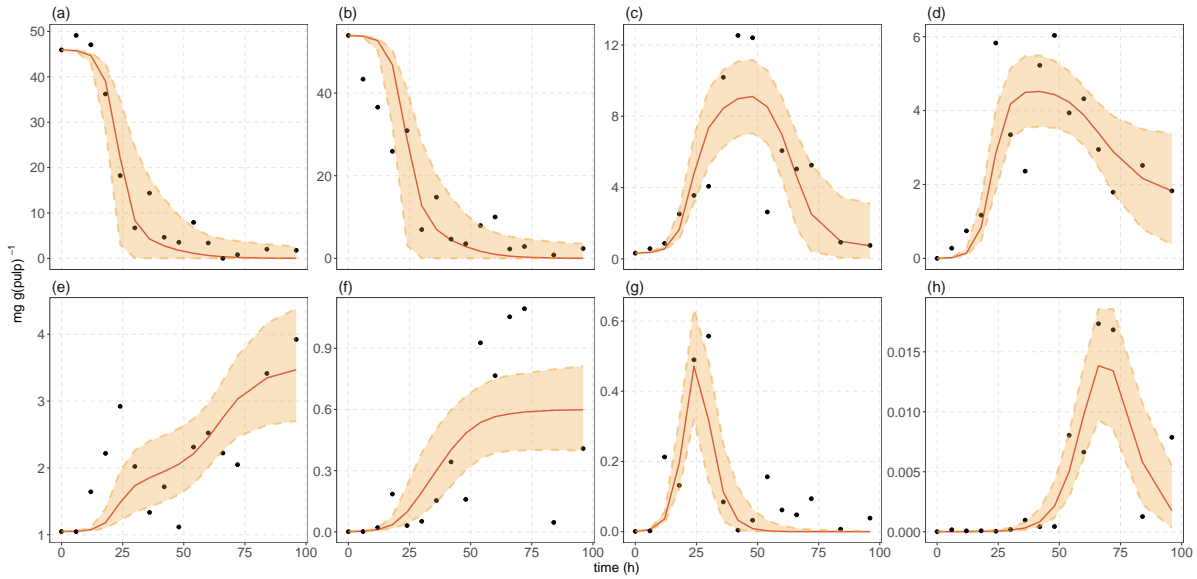 (a) (b) (c) (d)
50 40 30 20 10 0
40 20 0
12 8 4 0
6 4 2 0
mg g(pulp) −1
(e) (f) (g) (h)
4 3 2 1
0.9 0.6 0.3 0.0
0.6 0.4 0.2 0.0
0.015 0.010 0.005 0.000
0 25 50 75 100 0 25 50 75 100 0 25 50 75 100 0 25 50 75 100
time (h)